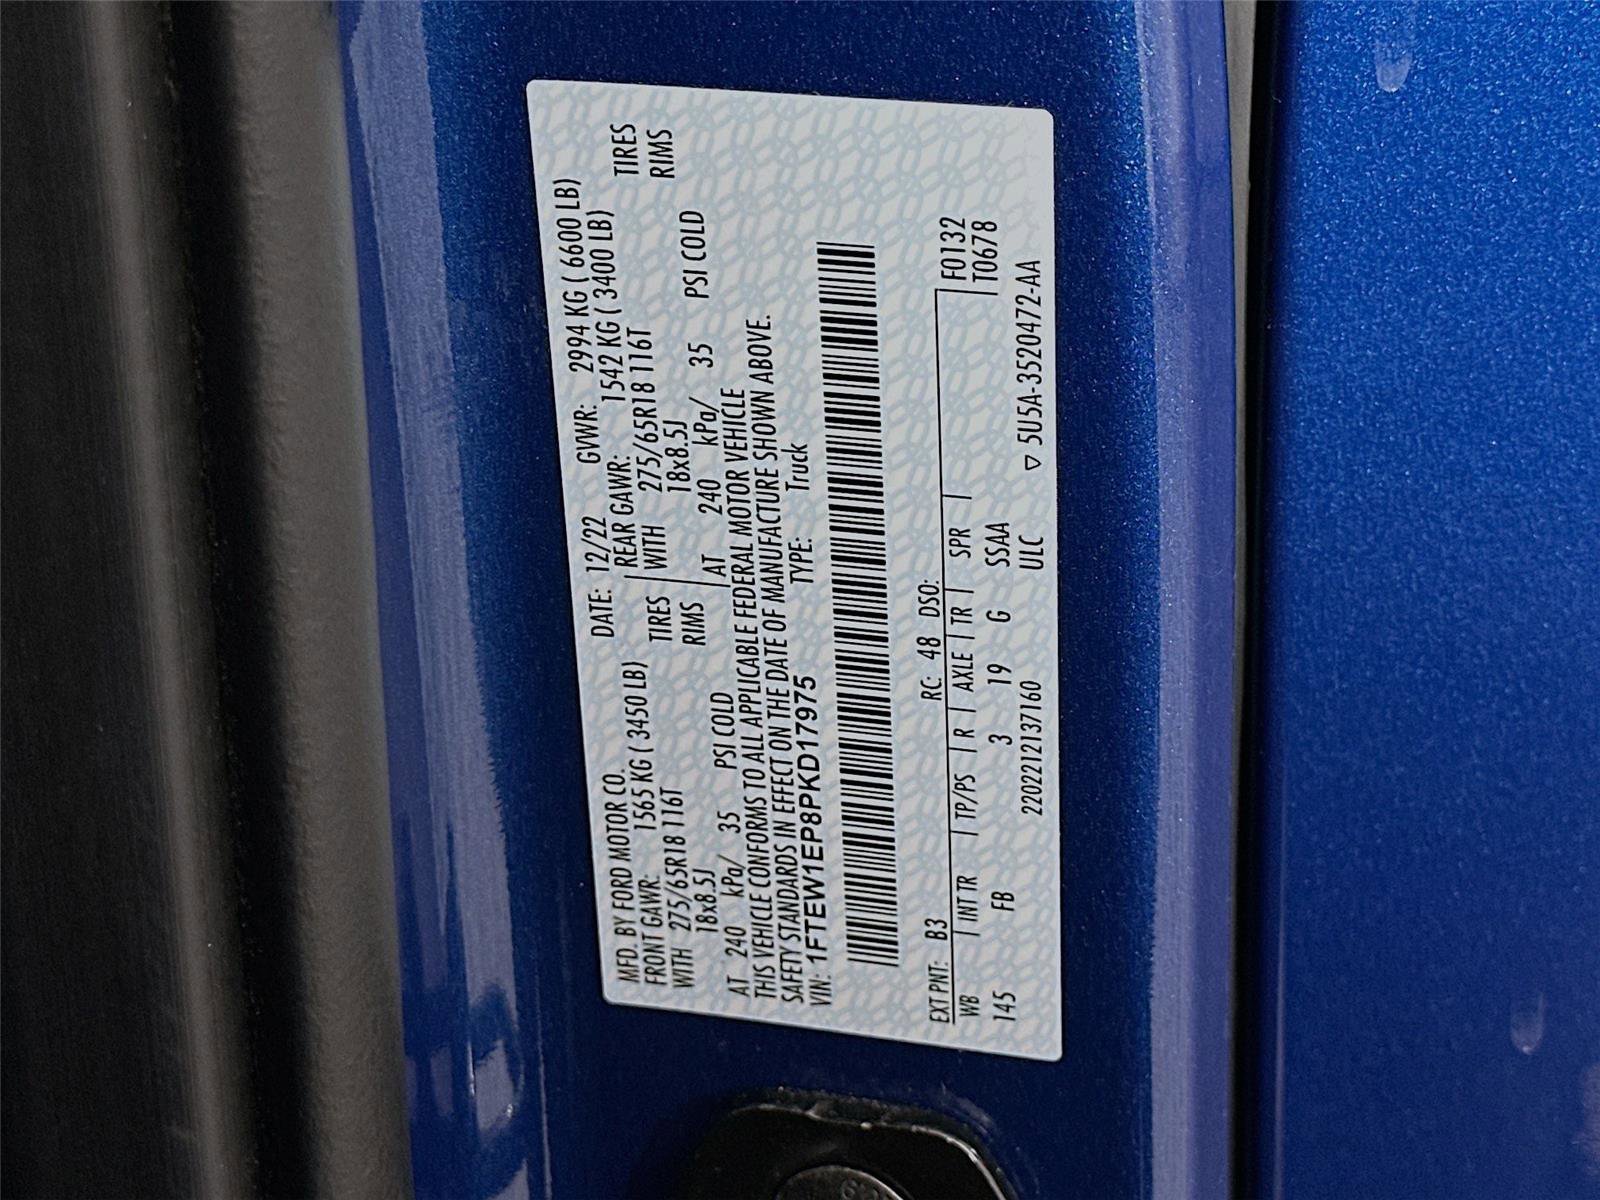 MFD. BY FORD MOTOR CO.
DATE: 12/22 GVWR: 2994 KG ( 6600 LB)
FRONT GAWR: 1565 KG ( 3450 LB) REAR GAWR: 1542 KG ( 3400 LB)
WITH 275/65R18 116T TIRES WITH 275/65R18 116T TIRES
18x8.5J RIMS 18x8.5J RIMS
AT 240 kPa/ 35 PSI COLD AT 240 kPa/ 35 PSI COLD
THIS VEHICLE CONFORMS TO ALL APPLICABLE FEDERAL MOTOR VEHICLE
SAFETY STANDARDS IN EFFECT ON THE DATE OF MANUFACTURE SHOWN ABOVE.
VIN: 1FTEW1EP8PKD17975 TYPE: Truck
EXT PNT: B3 RC: 48 DSO: F0132
WB | INT TR | TP/PS | R | AXLE | TR | SPR | T0678
145 FB 3 19 G SSAA
2202212137160 ULC ▽ 5U5A-3520472-AA